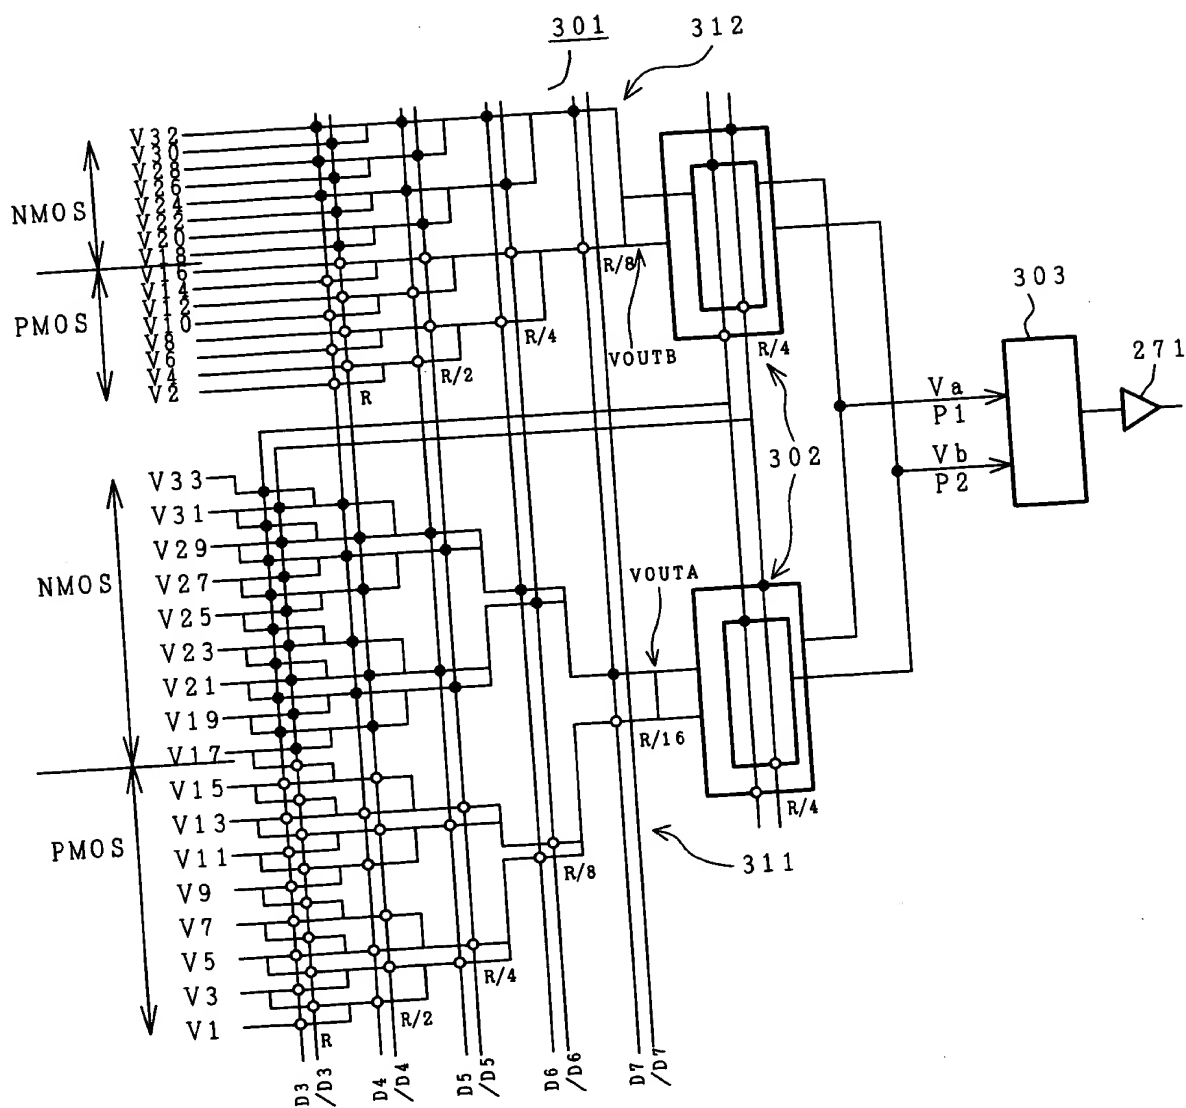 301
312
V32
V30
V28
V26
V24
V22
V20
V18
V16
V14
V12
V10
V8
V6
V4
V2
NMOS
PMOS
R
R/2
R/4
R/8
VOUTB
R/4
302
303
271
Va
P1
Vb
P2
V33
V31
V29
V27
V25
V23
V21
V19
V17
V15
V13
V11
V9
V7
V5
V3
V1
NMOS
PMOS
VOUTA
R/16
R/4
311
R/8
R/4
R/2
R
D3
/D3
D4
/D4
D5
/D5
D6
/D6
D7
/D7